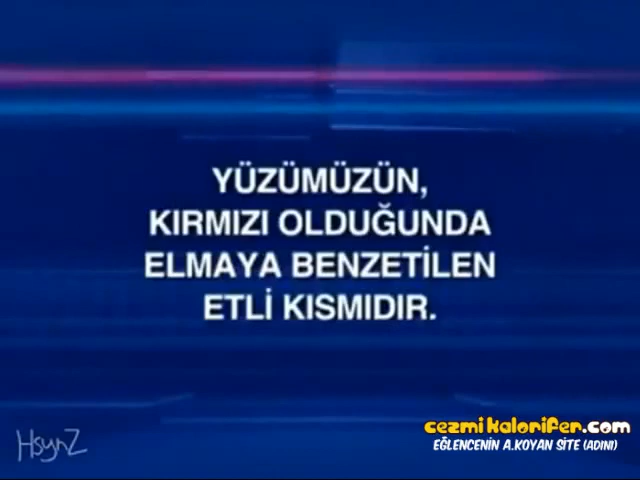 YÜZÜMÜZÜN,
KIRMIZI OLDUĞUNDA
ELMAYA BENZETİLEN
ETLİ KISMIDIR.
HsynZ
cezmikalorifer.com
EĞLENCENİN A.KOYAN SİTE (ADINI)